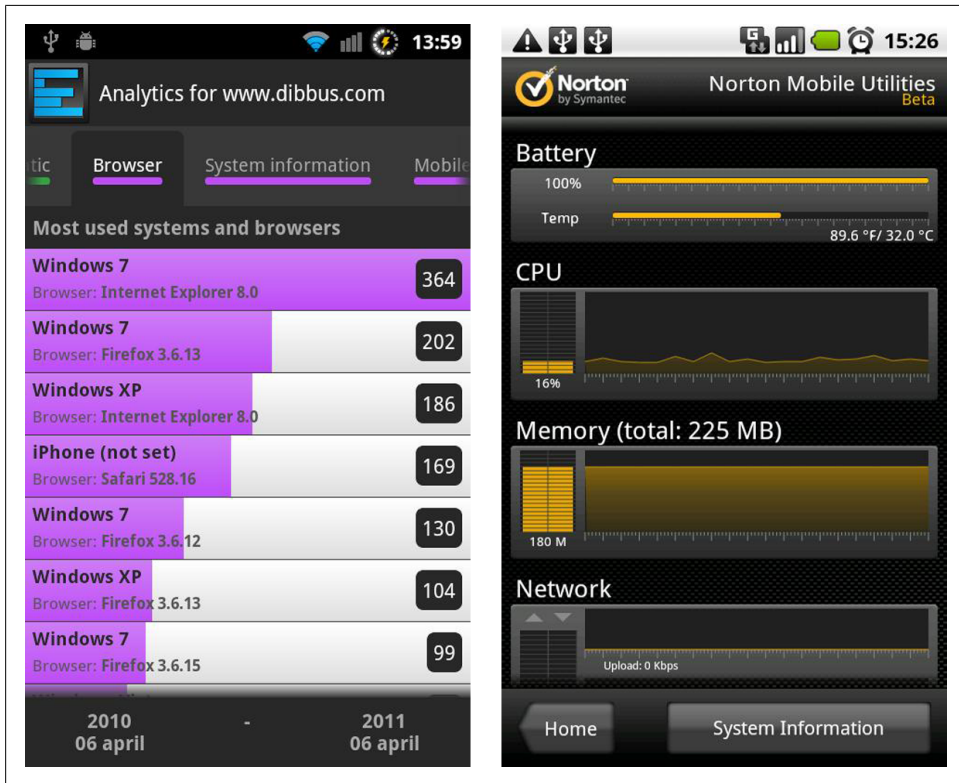 13:59
Analytics for www.dibbus.com
tic Browser System information Mobile
Most used systems and browsers
Windows 7
Browser: Internet Explorer 8.0
364
Windows 7
Browser: Firefox 3.6.13
202
Windows XP
Browser: Internet Explorer 8.0
186
iPhone (not set)
Browser: Safari 528.16
169
Windows 7
Browser: Firefox 3.6.12
130
Windows XP
Browser: Firefox 3.6.13
104
Windows 7
Browser: Firefox 3.6.15
99
2010 - 2011
06 april 06 april
G 15:26
Norton
by Symantec
Norton Mobile Utilities
Beta
Battery
100%
Temp
89.6 °F/ 32.0 °C
CPU
16%
Memory (total: 225 MB)
180 M
Network
Upload: 0 Kbps
Home System Information